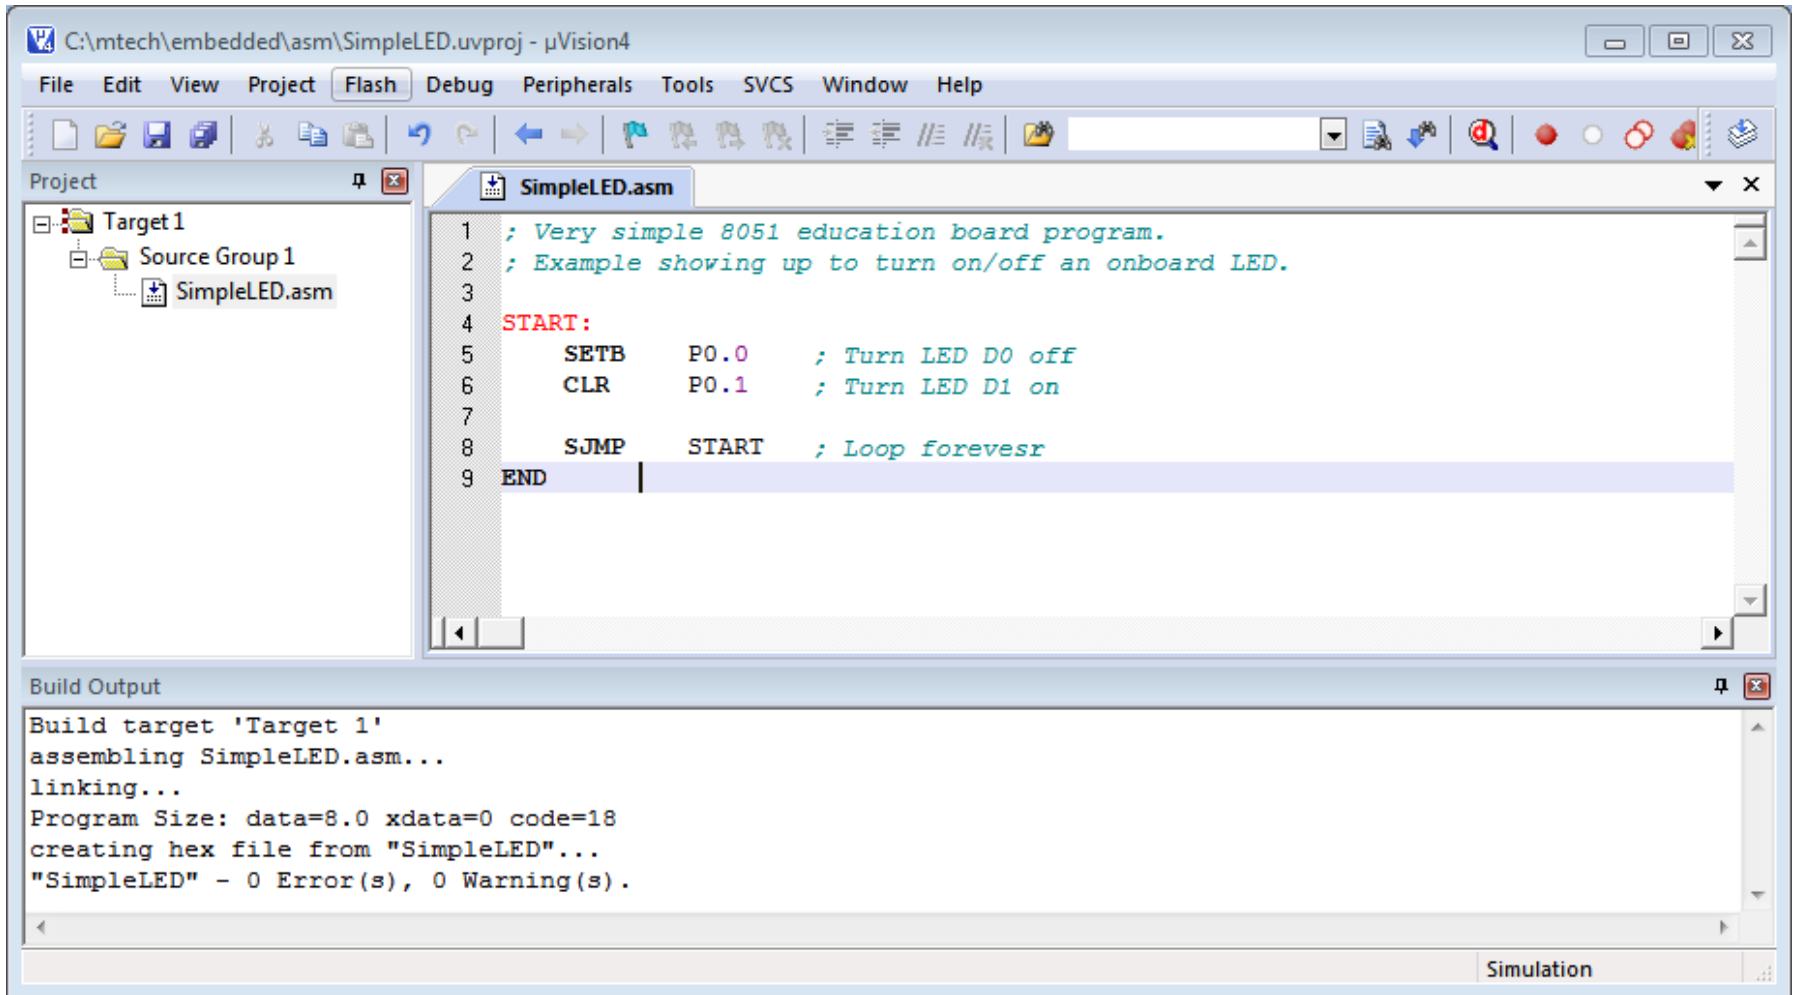 C:\mtech\embedded\asm\SimpleLED.uvproj - µVision4
File Edit View Project Flash Debug Peripherals Tools SVCS Window Help
Project
SimpleLED.asm
Target 1
Source Group 1
SimpleLED.asm
1 ; Very simple 8051 education board program.
2 ; Example showing up to turn on/off an onboard LED.
3
4 START:
5 SETB P0.0 ; Turn LED D0 off
6 CLR P0.1 ; Turn LED D1 on
7
8 SJMP START ; Loop forevesr
9 END
Build Output
Build target 'Target 1'
assembling SimpleLED.asm...
linking...
Program Size: data=8.0 xdata=0 code=18
creating hex file from "SimpleLED"...
"SimpleLED" - 0 Error(s), 0 Warning(s).
Simulation